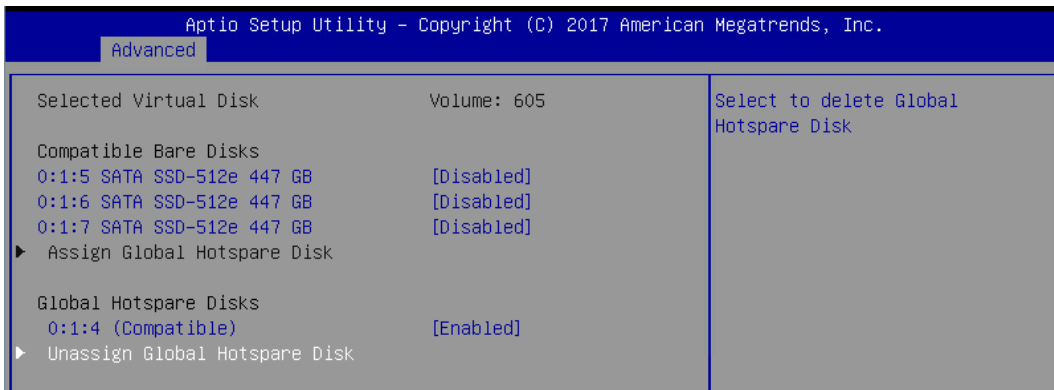 Aptio Setup Utility – Copyright (C) 2017 American Megatrends, Inc.
Advanced
Selected Virtual Disk Volume: 605
Compatible Bare Disks
0:1:5 SATA SSD-512e 447 GB [Disabled]
0:1:6 SATA SSD-512e 447 GB [Disabled]
0:1:7 SATA SSD-512e 447 GB [Disabled]
Assign Global Hotspare Disk
Global Hotspare Disks
0:1:4 (Compatible) [Enabled]
Unassign Global Hotspare Disk
Select to delete Global
Hotspare Disk